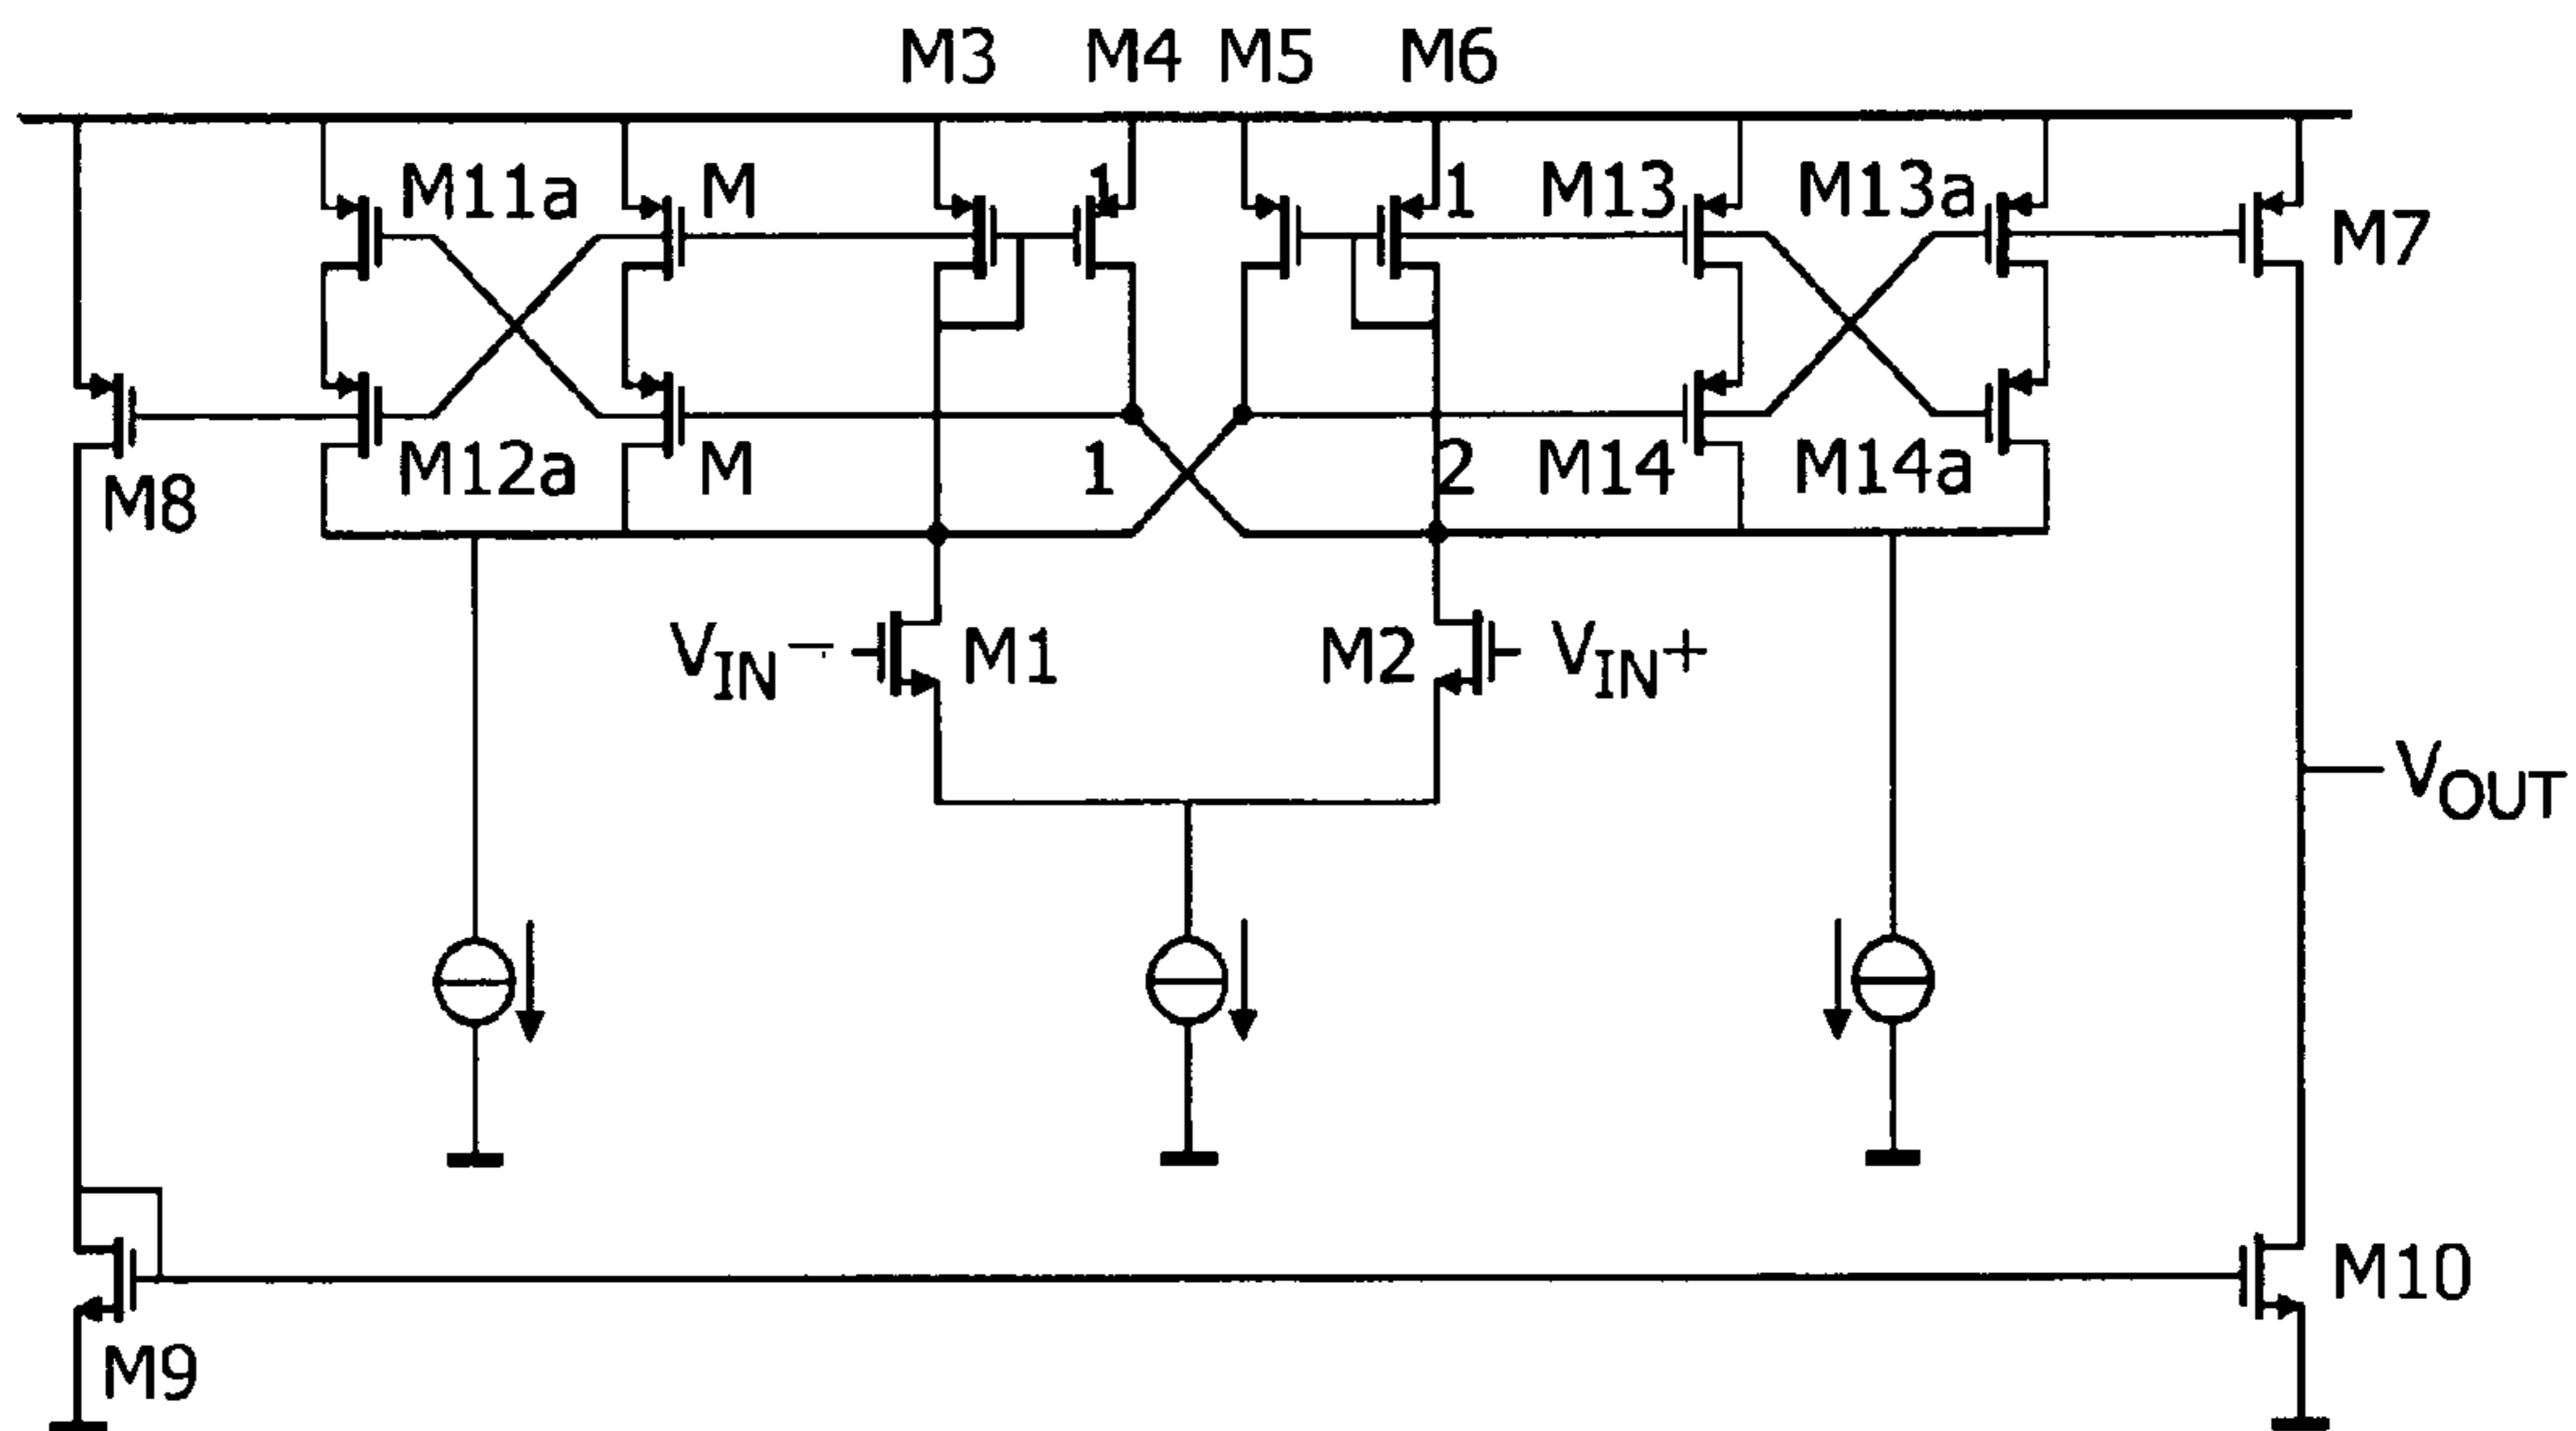 M3 M4 M5 M6
M11a M 1 1 M13 M13a M7
M8 M12a M 1 2 M14 M14a
VIN− M1 M2 VIN+
VOUT
M10
M9